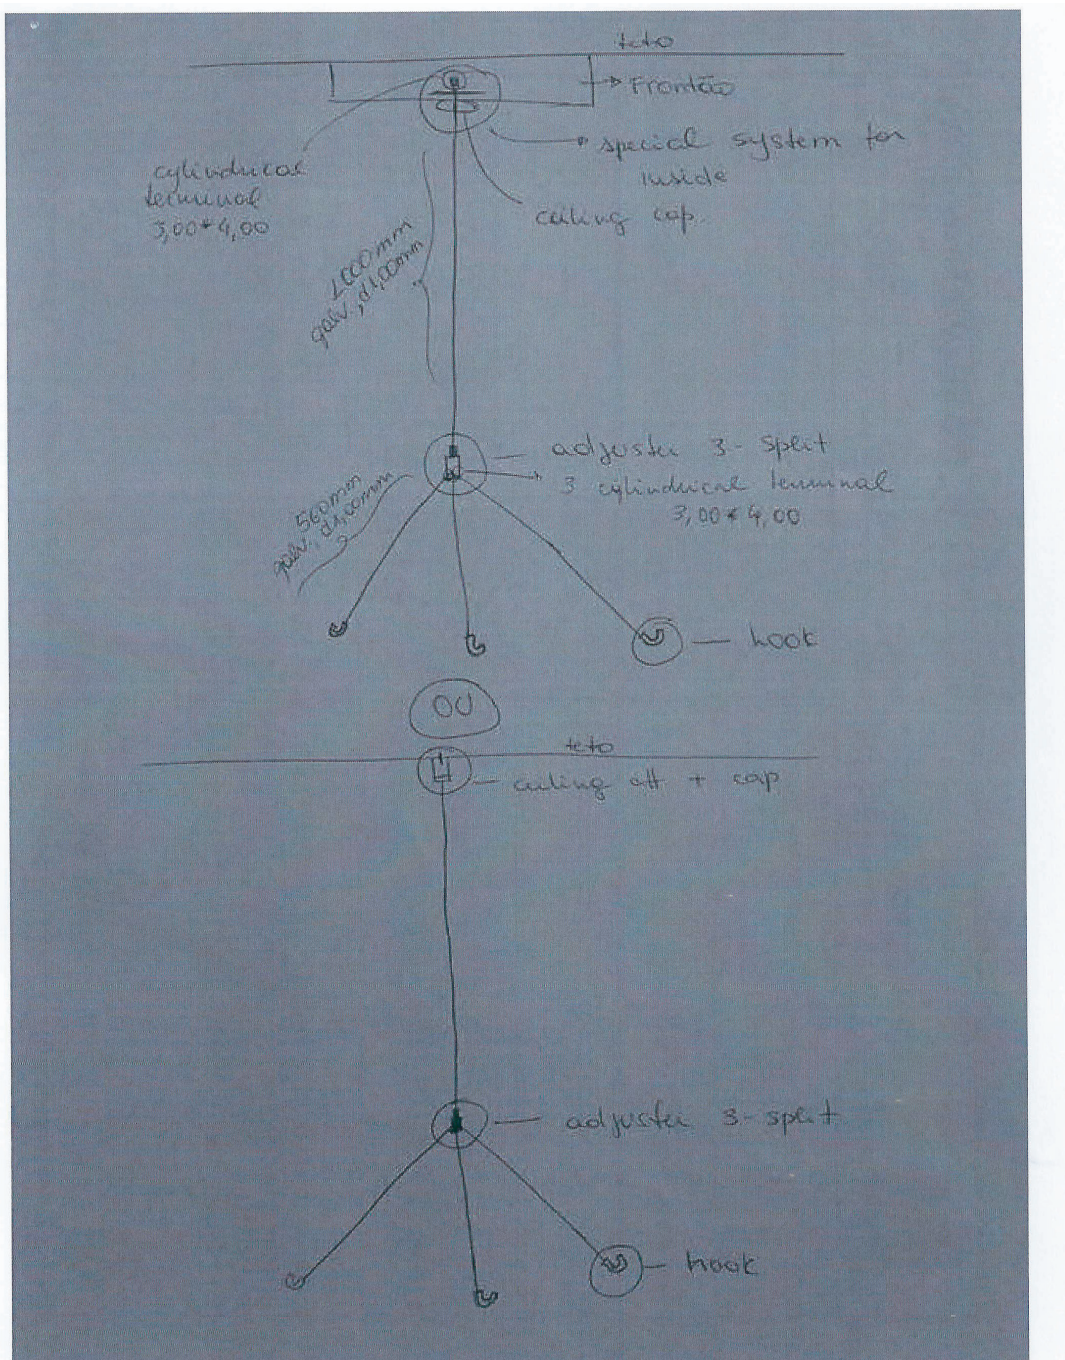 teto
Frontão
special system for
inside
ceiling cap
cylindrical
terminal
3,00*4,00
galv., d1,00mm
adjuster 3-split
3 cylindrical terminal
3,00*4,00
560mm
galv., d1,00mm
hook
OU
teto
ceiling att + cap
adjuster 3-split
hook